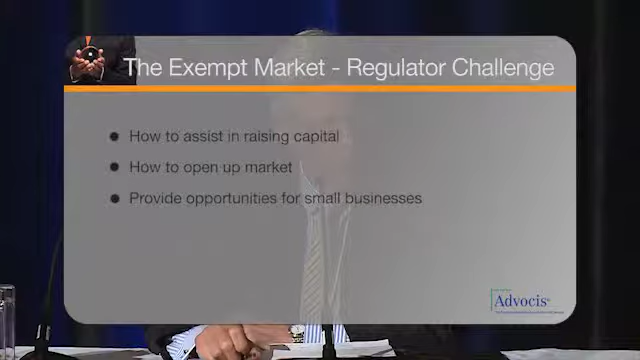 The Exempt Market - Regulator Challenge
● How to assist in raising capital
● How to open up market
● Provide opportunities for small businesses
Advocis